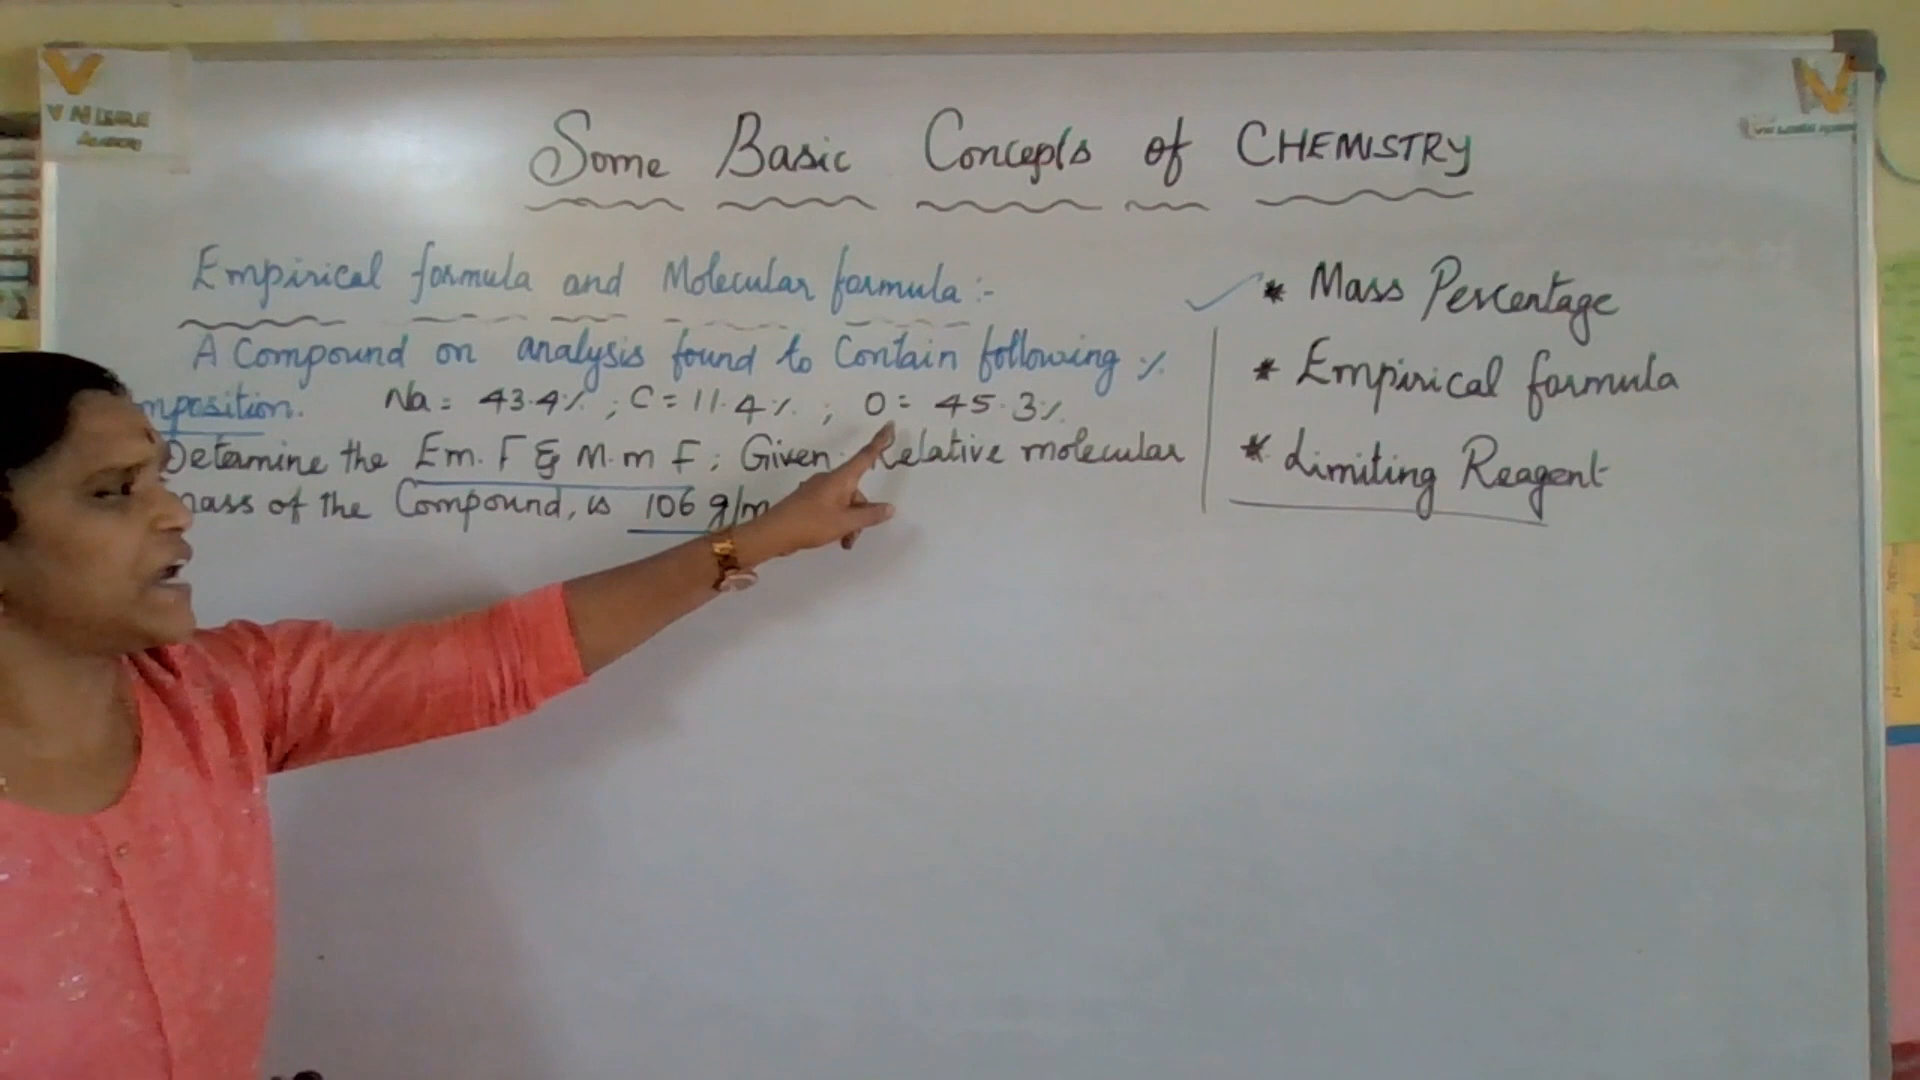 Some Basic Concepts of CHEMISTRY
Empirical formula and Molecular formula :-
A Compound on analysis found to Contain following %
mposition. Na = 43.4% ; C = 11.4% ; O = 45.3%
Determine the Em. F & M. m F ; Given Relative molecular
mass of the Compound, is 106 g/m
* Mass Percentage
* Empirical formula
* Limiting Reagent